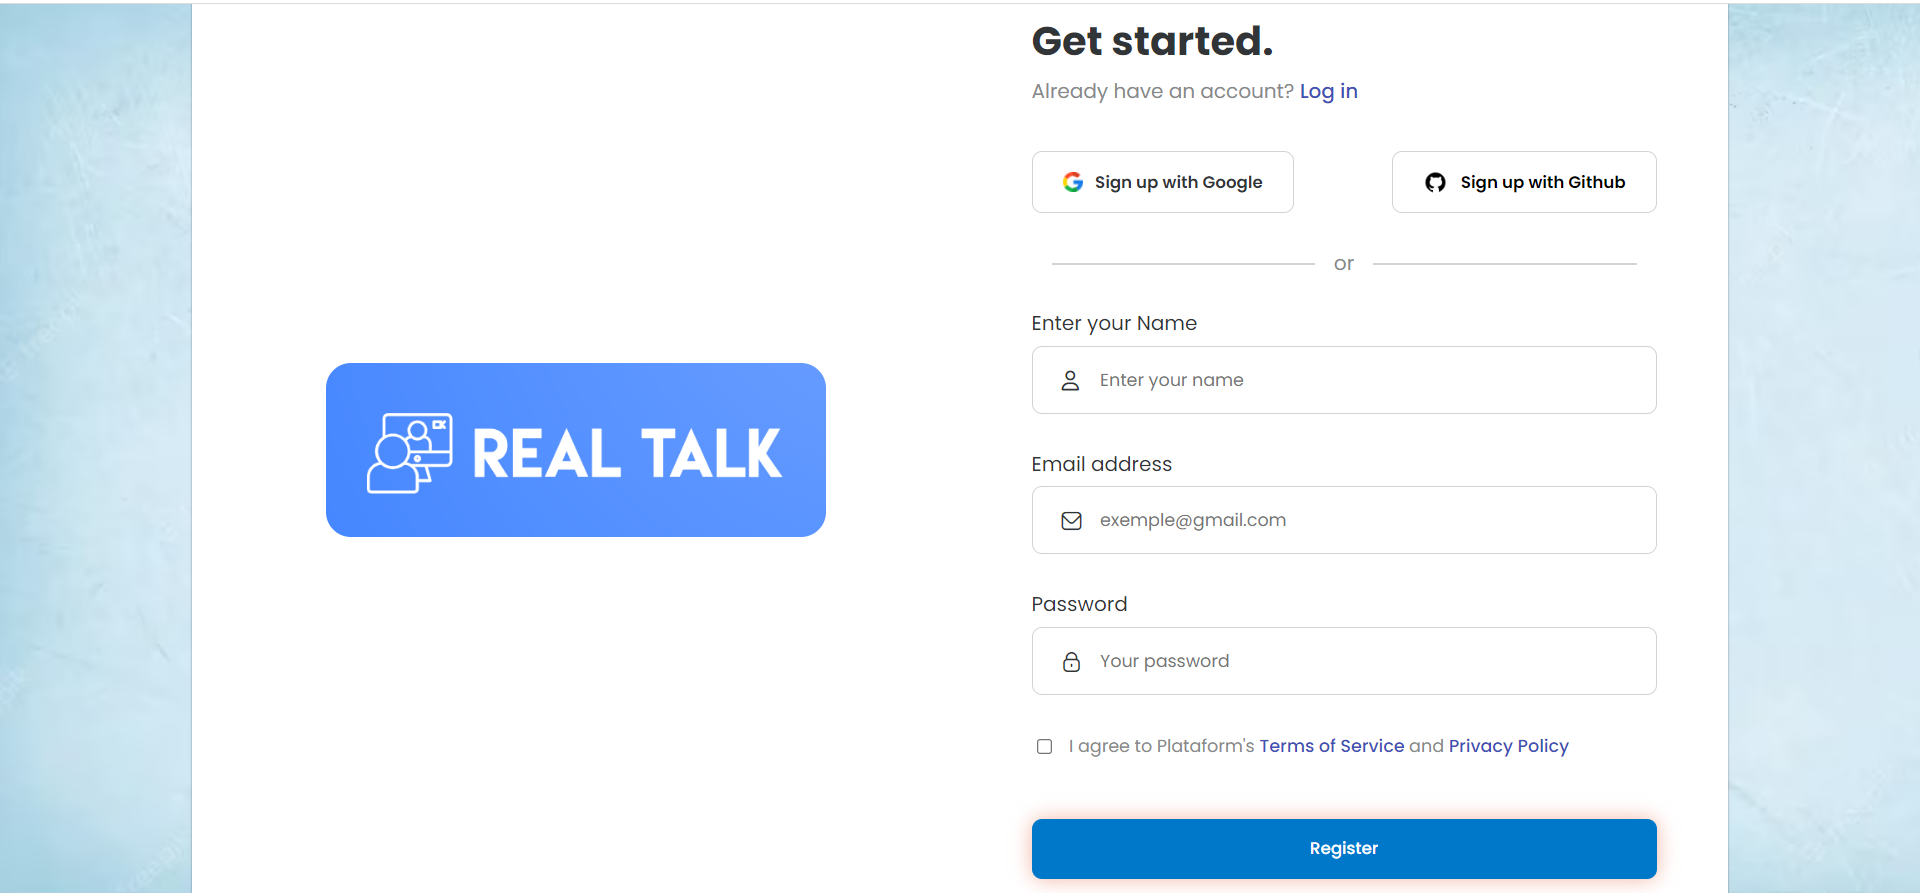 Get started.
Already have an account? Log in
Sign up with Google
Sign up with Github
or
Enter your Name
Enter your name
REAL TALK
Email address
exemple@gmail.com
Password
Your password
I agree to Plataform's Terms of Service and Privacy Policy
Register